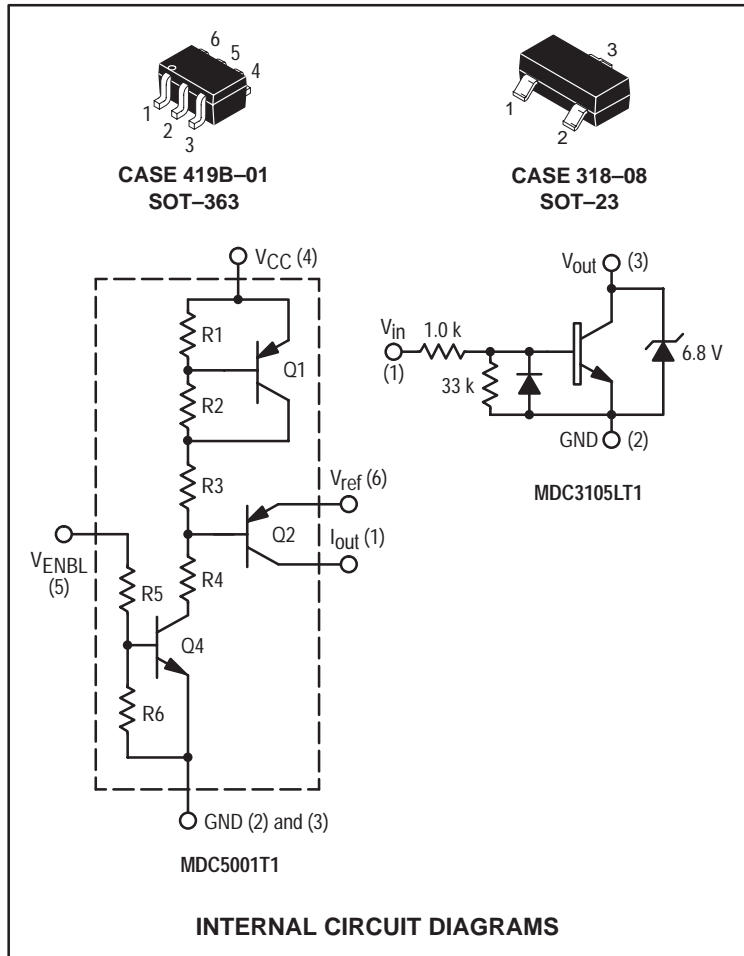 6
5
4
1
2
3
CASE 419B–01
SOT–363
3
1
2
CASE 318–08
SOT–23
VCC (4)
R1
Q1
R2
R3
Vref (6)
Q2
Iout (1)
VENBL
(5)
R4
R5
Q4
R6
GND (2) and (3)
MDC5001T1
Vout (3)
Vin
(1)
1.0 k
33 k
6.8 V
GND (2)
MDC3105LT1
INTERNAL CIRCUIT DIAGRAMS